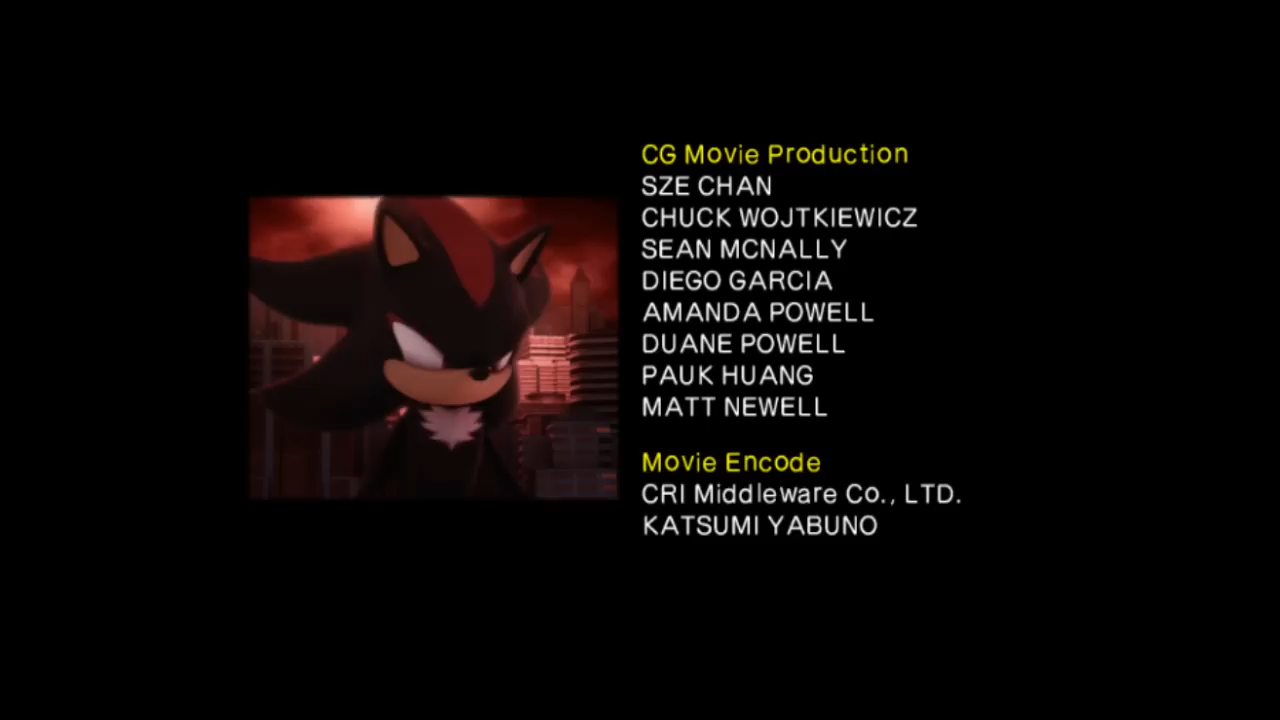 CG Movie Production
SZE CHAN
CHUCK WOJTKIEWICZ
SEAN MCNALLY
DIEGO GARCIA
AMANDA POWELL
DUANE POWELL
PAUK HUANG
MATT NEWELL
Movie Encode
CRI Middleware Co., LTD.
KATSUMI YABUNO